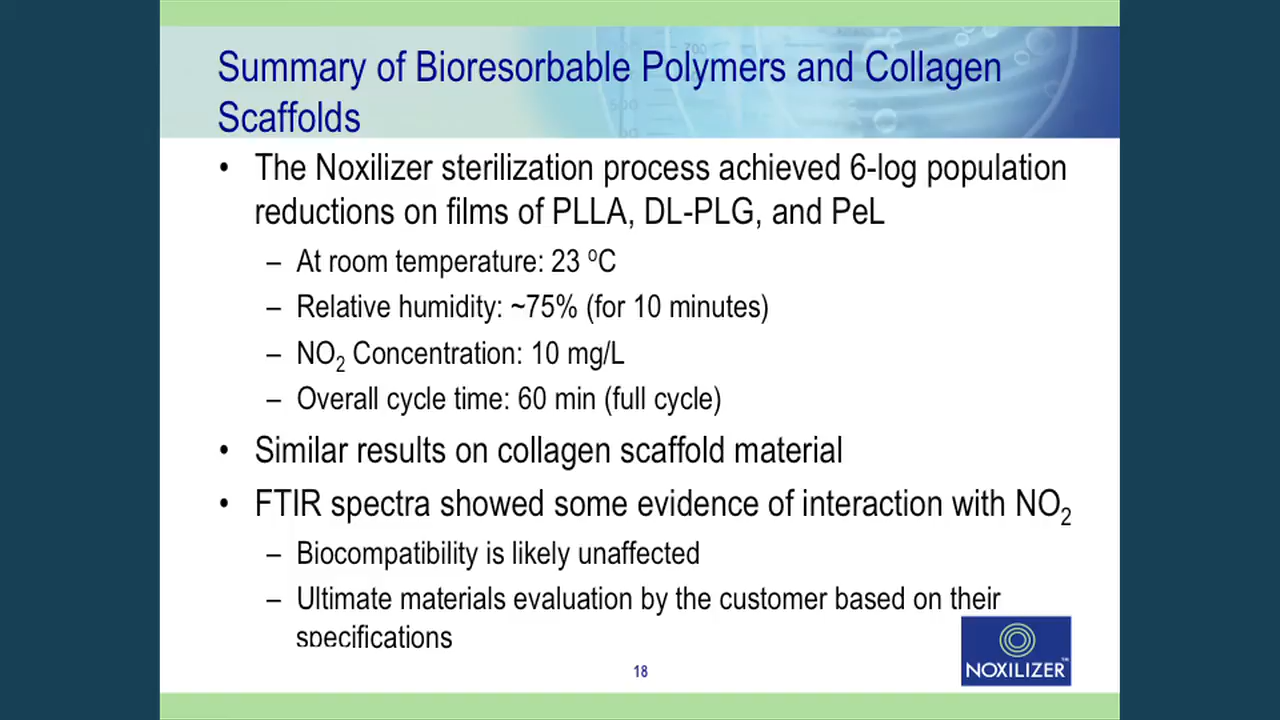 Summary of Bioresorbable Polymers and Collagen
Scaffolds
• The Noxilizer sterilization process achieved 6-log population
reductions on films of PLLA, DL-PLG, and PeL
– At room temperature: 23 ºC
– Relative humidity: ~75% (for 10 minutes)
– NO₂ Concentration: 10 mg/L
– Overall cycle time: 60 min (full cycle)
• Similar results on collagen scaffold material
• FTIR spectra showed some evidence of interaction with NO₂
– Biocompatibility is likely unaffected
– Ultimate materials evaluation by the customer based on their
specifications
18
NOXILIZER™